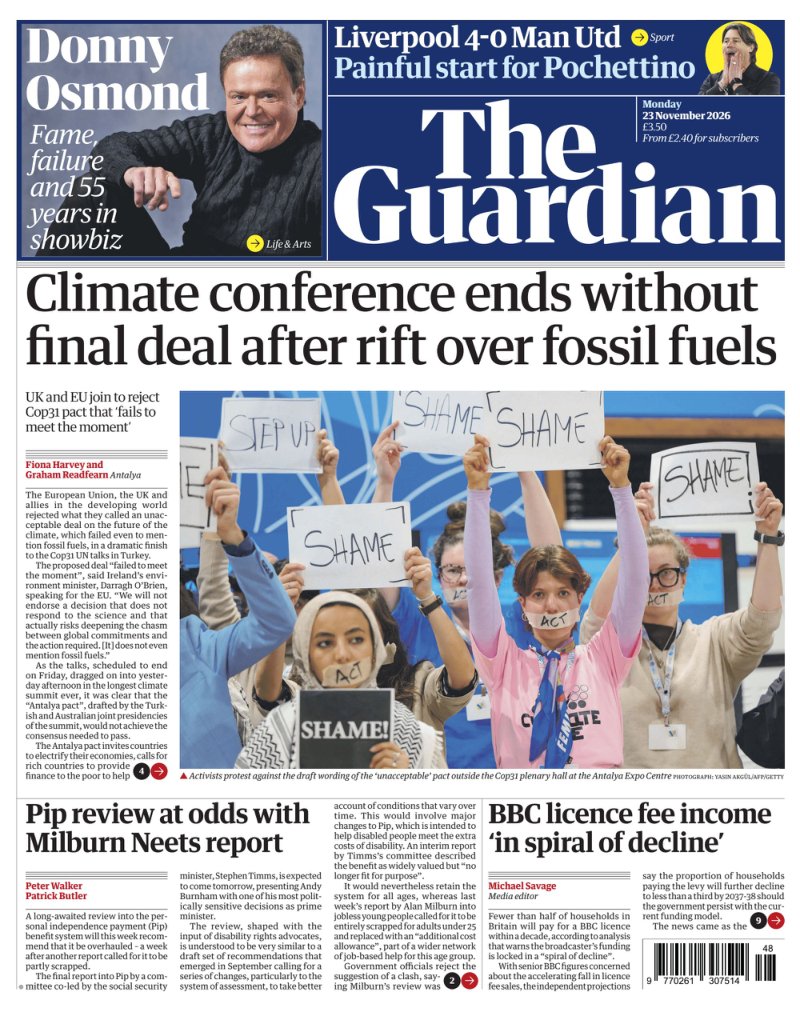 Donny
Osmond
Fame,
failure
and 55
years in
showbiz
Life & Arts
Liverpool 4-0 Man Utd
Sport
Painful start for Pochettino
Monday
23 November 2026
£3.50
From £2.40 for subscribers
The
Guardian
Climate conference ends without
final deal after rift over fossil fuels
UK and EU join to reject
Cop31 pact that ‘fails to
meet the moment’
Fiona Harvey and
Graham Readfearn Antalya
The European Union, the UK and
allies in the developing world
rejected what they called an unac-
ceptable deal on the future of the
climate, which failed even to men-
tion fossil fuels, in a dramatic finish
to the Cop31 UN talks in Turkey.
The proposed deal “failed to meet
the moment”, said Ireland’s envi-
ronment minister, Darragh O’Brien,
speaking for the EU. “We will not
endorse a decision that does not
respond to the science and that
actually risks deepening the chasm
between global commitments and
the action required. [It] does not even
mention fossil fuels.”
As the talks, scheduled to end
on Friday, dragged on into yester-
day afternoon in the longest climate
summit ever, it was clear that the
“Antalya pact”, drafted by the Turk-
ish and Australian joint presidencies
of the summit, would not achieve the
consensus needed to pass.
The Antalya pact invites countries
to electrify their economies, calls for
rich countries to provide
finance to the poor to help
4
STEP UP
SHAME
SHAME
SHAME!
SHAME
ACT
ACT
ACT
ACT
SHAME!
▲ Activists protest against the draft wording of the ‘unacceptable’ pact outside the Cop31 plenary hall at the Antalya Expo Centre PHOTOGRAPH: YASIN AKGÜL/AFP/GETTY
Pip review at odds with
Milburn Neets report
Peter Walker
Patrick Butler
A long-awaited review into the per-
sonal independence payment (Pip)
benefit system will this week recom-
mend that it be overhauled – a week
after another report called for it to be
partly scrapped.
The final report into Pip by a com-
mittee co-led by the social security
minister, Stephen Timms, is expected
to come tomorrow, presenting Andy
Burnham with one of his most polit-
ically sensitive decisions as prime
minister.
The review, shaped with the
input of disability rights advocates,
is understood to be very similar to a
draft set of recommendations that
emerged in September calling for a
series of changes, particularly to the
system of assessment, to take better
account of conditions that vary over
time. This would involve major
changes to Pip, which is intended to
help disabled people meet the extra
costs of disability. An interim report
by Timms’s committee described
the benefit as widely valued but “no
longer fit for purpose”.
It would nevertheless retain the
system for all ages, whereas last
week’s report by Alan Milburn into
jobless young people called for it to be
entirely scrapped for adults under 25
and replaced with an “additional cost
allowance”, part of a wider network
of job-based help for this age group.
Government officials reject the
suggestion of a clash, say-
ing Milburn’s review was
2
BBC licence fee income
‘in spiral of decline’
Michael Savage
Media editor
Fewer than half of households in
Britain will pay for a BBC licence
within a decade, according to analysis
that warns the broadcaster’s funding
is locked in a “spiral of decline”.
With senior BBC figures concerned
about the accelerating fall in licence
fee sales, the independent projections
say the proportion of households
paying the levy will further decline
to less than a third by 2037-38 should
the government persist with the cur-
rent funding model.
The news came as the
9
48
9 770261 307514